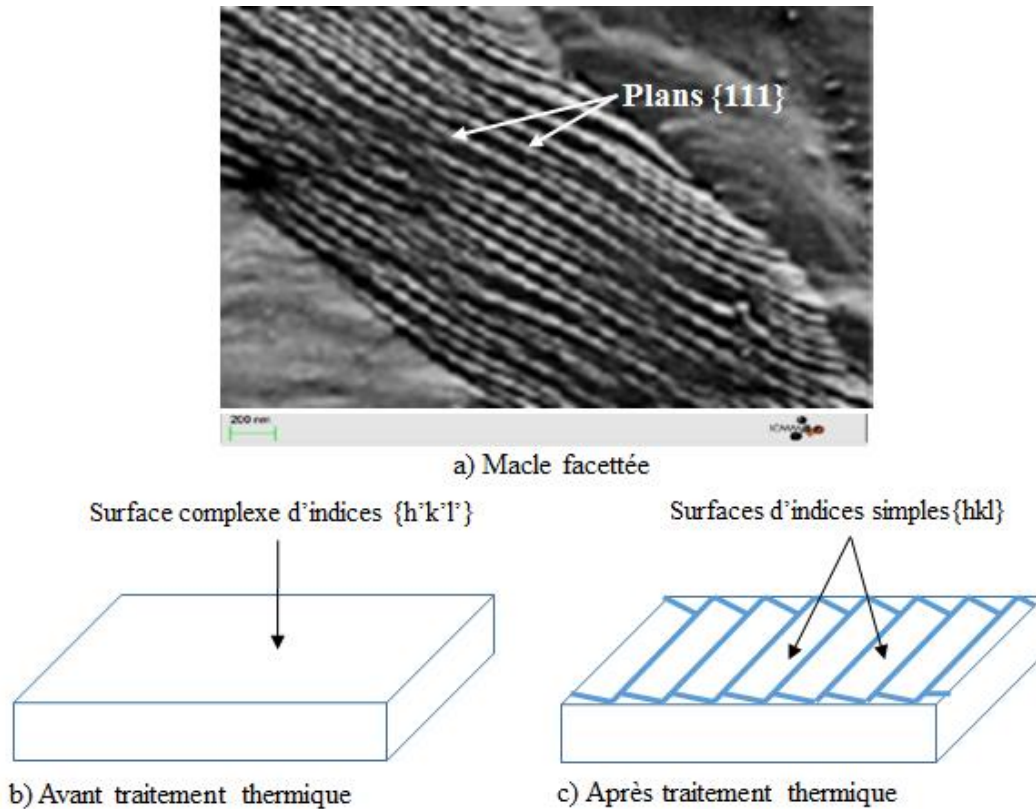 Plans {111}
200 nm
a) Macle facettée
Surface complexe d'indices {h'k'l'}
Surfaces d'indices simples{hkl}
b) Avant traitement thermique
c) Après traitement thermique